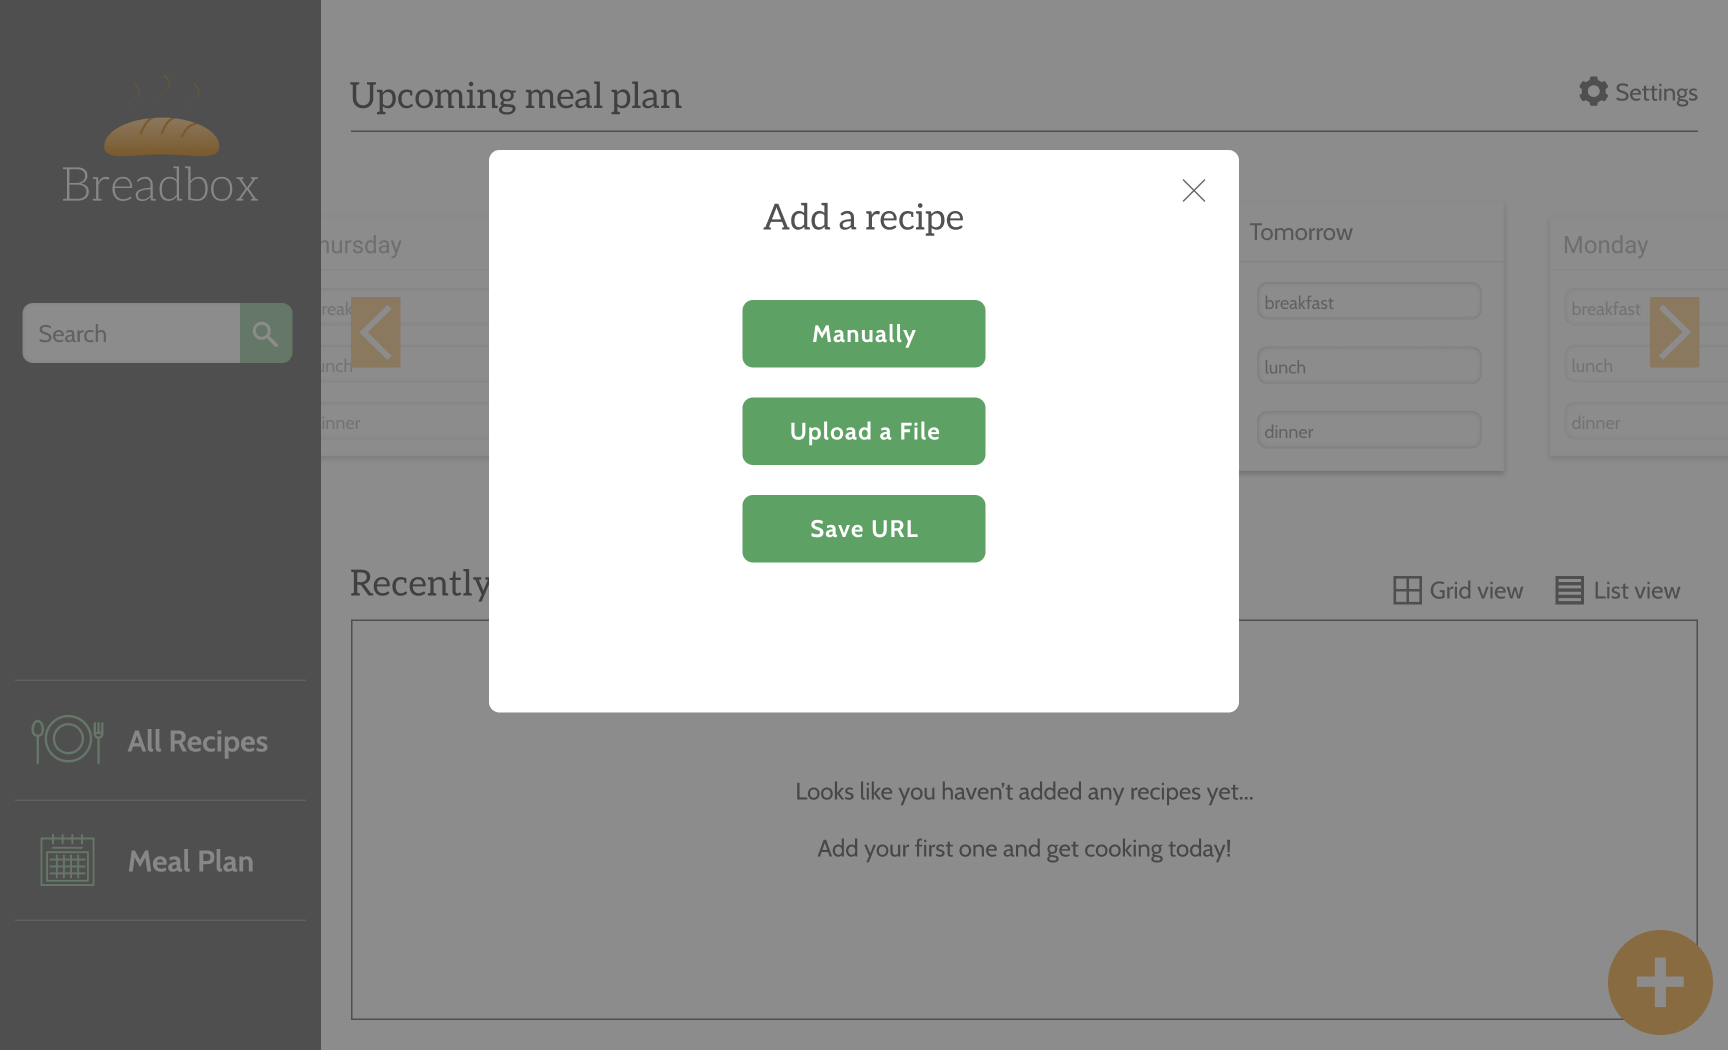 Breadbox
Search
All Recipes
Meal Plan
Upcoming meal plan
Settings
hursday
reak
unch
inner
Add a recipe
Manually
Upload a File
Save URL
Tomorrow
breakfast
lunch
dinner
Monday
breakfast
lunch
dinner
Recently
Grid view
List view
Looks like you haven't added any recipes yet...
Add your first one and get cooking today!